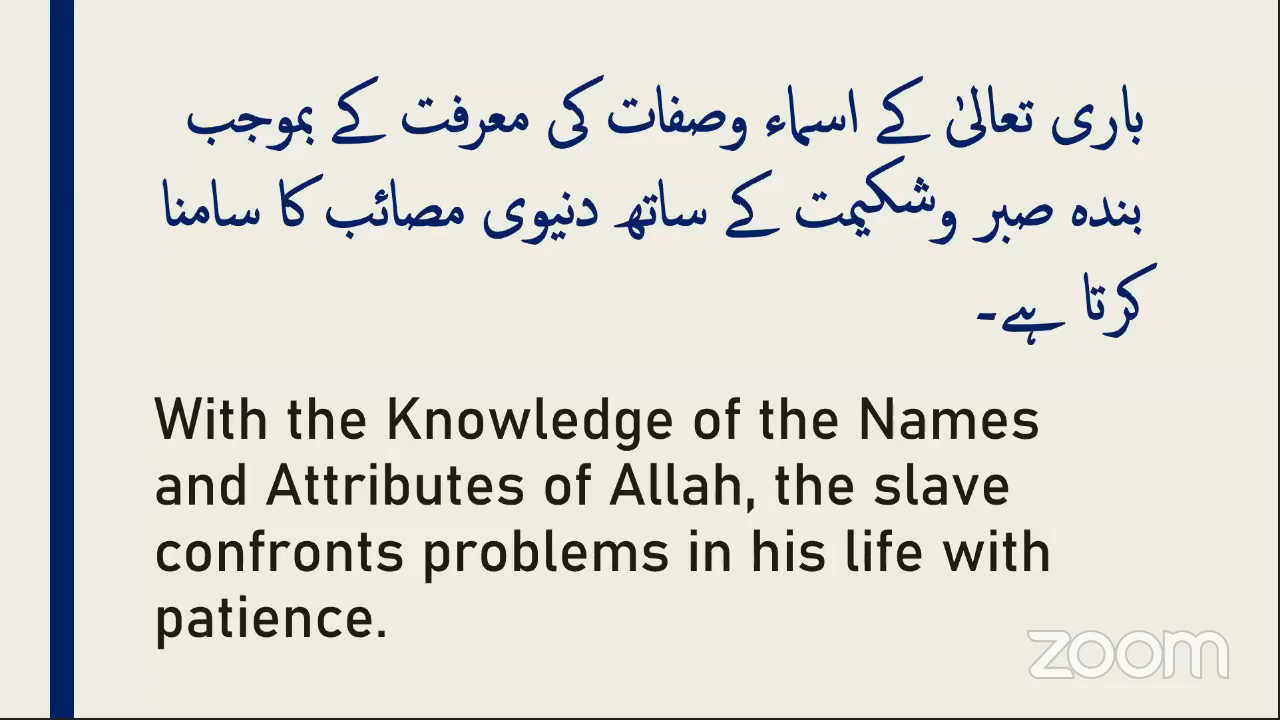 باری تعالیٰ کے اسماء وصفات کی معرفت کے بموجب
بندہ صبر وشکیمت کے ساتھ دنیوی مصائب کا سامنا
کرتا ہے۔
With the Knowledge of the Names
and Attributes of Allah, the slave
confronts problems in his life with
patience.
zoom